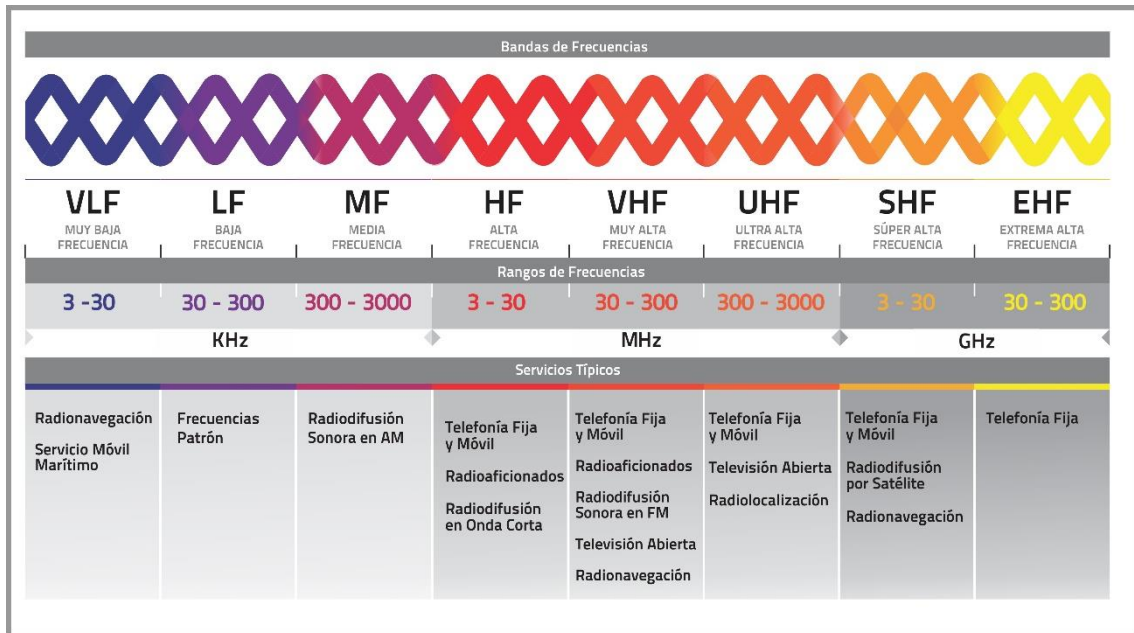 Bandas de Frecuencias
VLF
MUY BAJA
FRECUENCIA
LF
BAJA
FRECUENCIA
MF
MEDIA
FRECUENCIA
HF
ALTA
FRECUENCIA
VHF
MUY ALTA
FRECUENCIA
UHF
ULTRA ALTA
FRECUENCIA
SHF
SÚPER ALTA
FRECUENCIA
EHF
EXTREMA ALTA
FRECUENCIA
Rangos de Frecuencias
3 -30
30 - 300
300 - 3000
3 - 30
30 - 300
300 - 3000
3 - 30
30 - 300
KHz
MHz
GHz
Servicios Típicos
Radionavegación
Servicio Móvil
Marítimo
Frecuencias
Patrón
Radiodifusión
Sonora en AM
Telefonía Fija
y Móvil
Radioaficionados
Radiodifusión
en Onda Corta
Telefonía Fija
y Móvil
Radioaficionados
Radiodifusión
Sonora en FM
Televisión Abierta
Radionavegación
Telefonía Fija
y Móvil
Televisión Abierta
Radiolocalización
Telefonía Fija
y Móvil
Radiodifusión
por Satélite
Radionavegación
Telefonía Fija